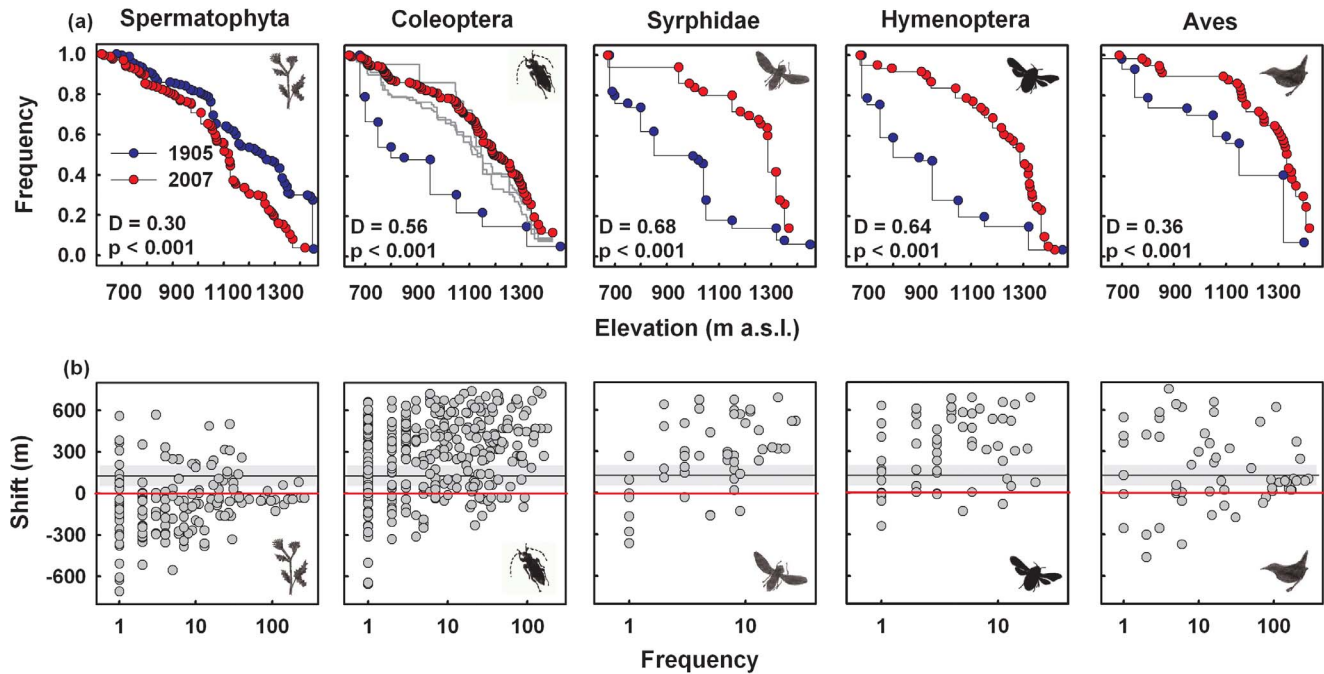 (a) Spermatophyta Coleoptera Syrphidae Hymenoptera Aves
Frequency
1.0
0.8
0.6
0.4
0.2
0.0
1905
2007
D = 0.30
p < 0.001
D = 0.56
p < 0.001
D = 0.68
p < 0.001
D = 0.64
p < 0.001
D = 0.36
p < 0.001
700 900 1100 1300 700 900 1100 1300 700 900 1100 1300 700 900 1100 1300 700 900 1100 1300
Elevation (m a.s.l.)
(b)
Shift (m)
600
300
0
-300
-600
1 10 100 1 10 100 1 10 1 10 1 10 100
Frequency